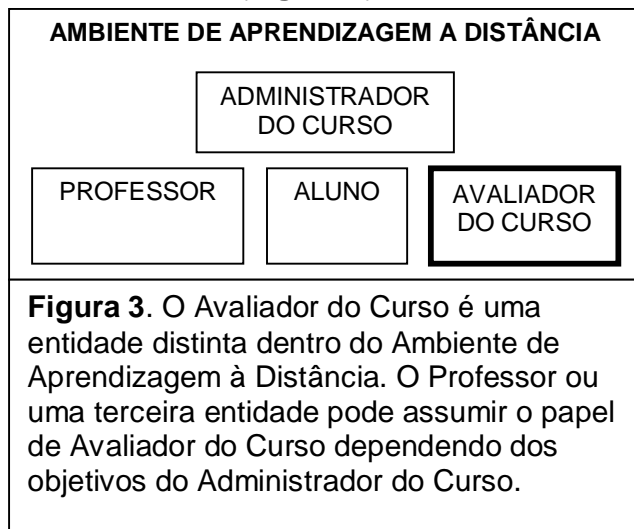 AMBIENTE DE APRENDIZAGEM A DISTÂNCIA
ADMINISTRADOR
DO CURSO
PROFESSOR
ALUNO
AVALIADOR
DO CURSO
Figura 3. O Avaliador do Curso é uma
entidade distinta dentro do Ambiente de
Aprendizagem à Distância. O Professor ou
uma terceira entidade pode assumir o papel
de Avaliador do Curso dependendo dos
objetivos do Administrador do Curso.